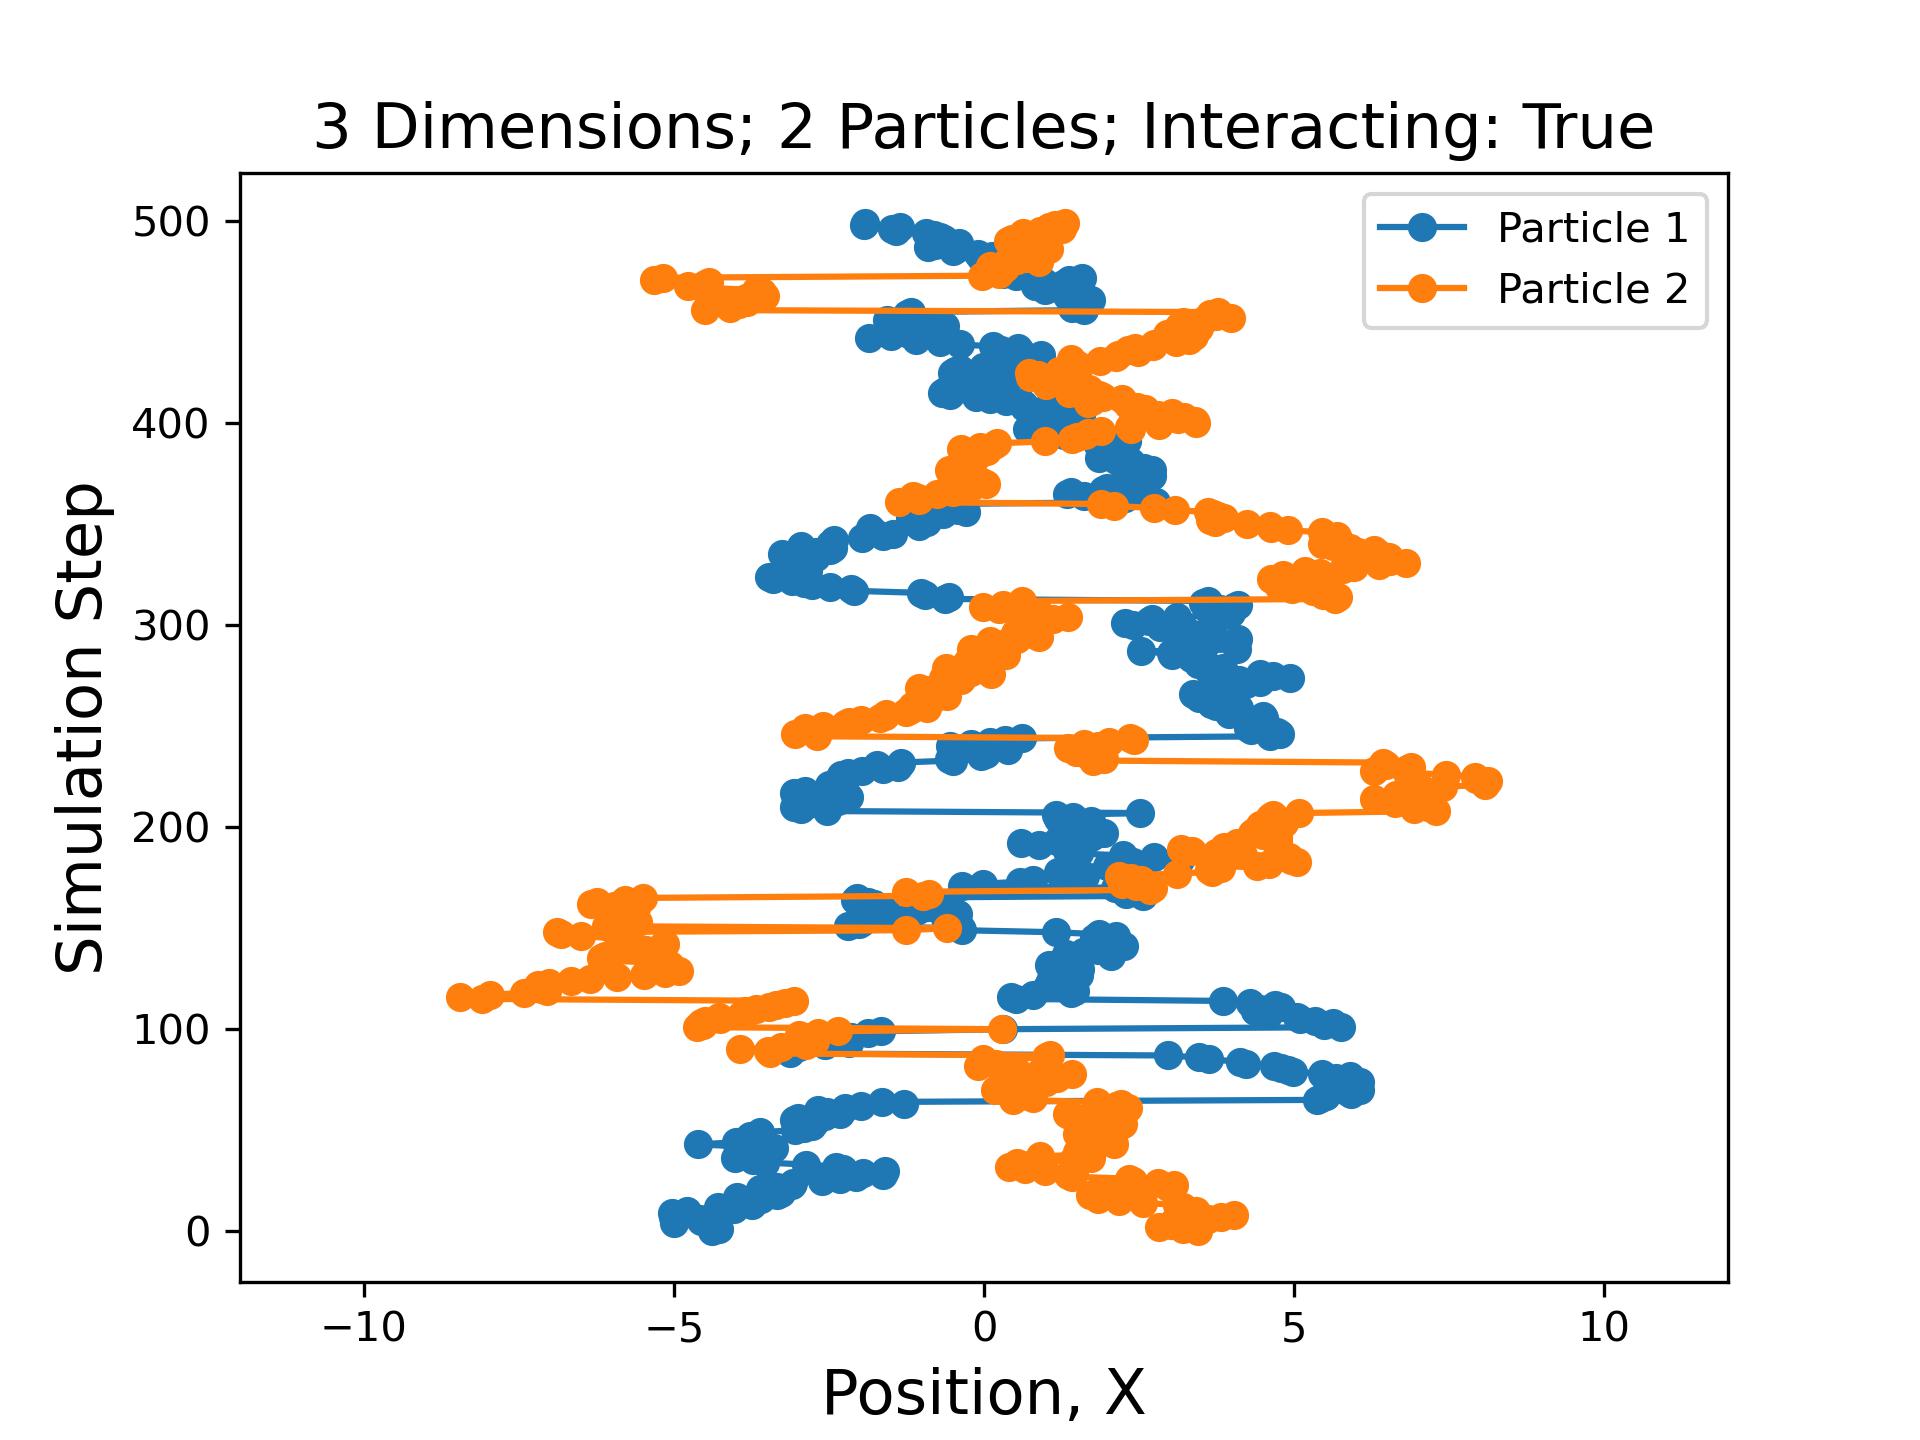 3 Dimensions; 2 Particles; Interacting: True
Particle 1
Particle 2
Simulation Step
500
400
300
200
100
0
−10
−5
0
5
10
Position, X